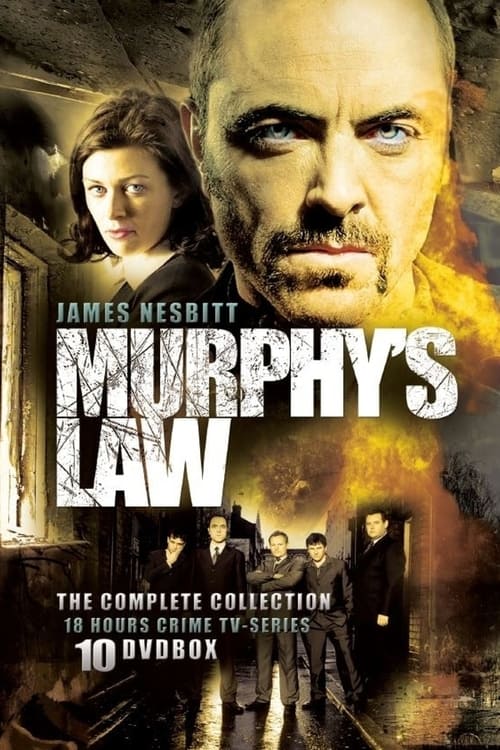 JAMES NESBITT
MURPHY'S
LAW
THE COMPLETE COLLECTION
18 HOURS CRIME TV-SERIES
10 DVDBOX